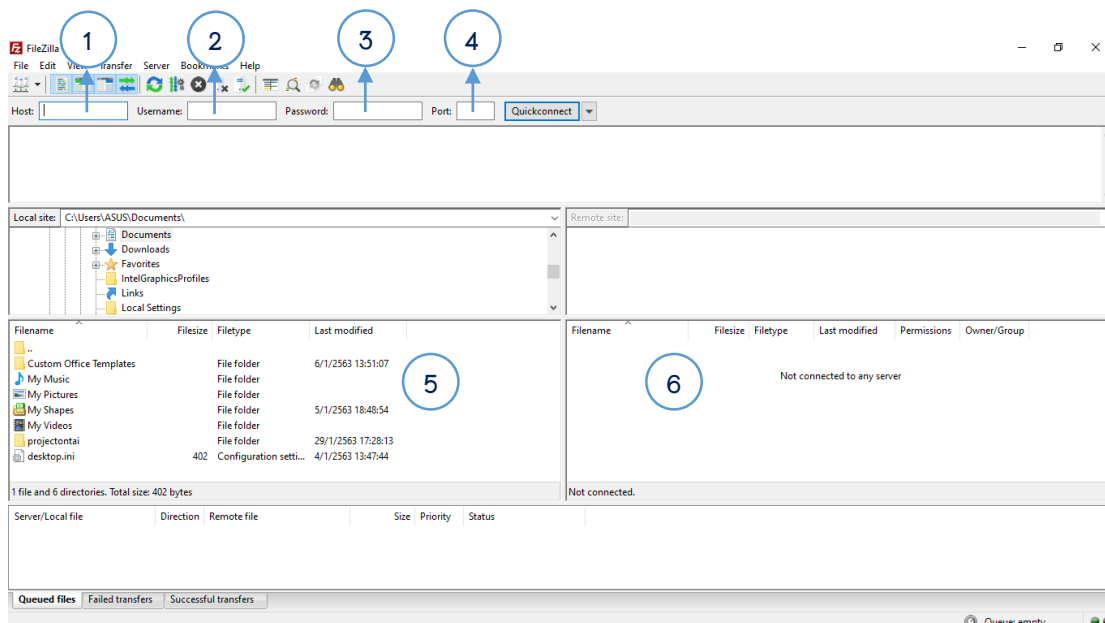 1 2 3 4
FileZilla
File Edit View Transfer Server Bookmarks Help
Host: Username: Password: Port: Quickconnect
Local site: C:\Users\ASUS\Documents\ Remote site:
Documents
Downloads
Favorites
IntelGraphicsProfiles
Links
Local Settings
Filename Filesize Filetype Last modified Filename Filesize Filetype Last modified Permissions Owner/Group
..
Custom Office Templates File folder 6/1/2563 13:51:07
My Music File folder
My Pictures File folder
My Shapes File folder 5/1/2563 18:48:54
My Videos File folder
projectontai File folder 29/1/2563 17:28:13
desktop.ini 402 Configuration setti... 4/1/2563 13:47:44
5
Not connected to any server
6
1 file and 6 directories. Total size: 402 bytes Not connected.
Server/Local file Direction Remote file Size Priority Status
Queued files Failed transfers Successful transfers
Queue: empty